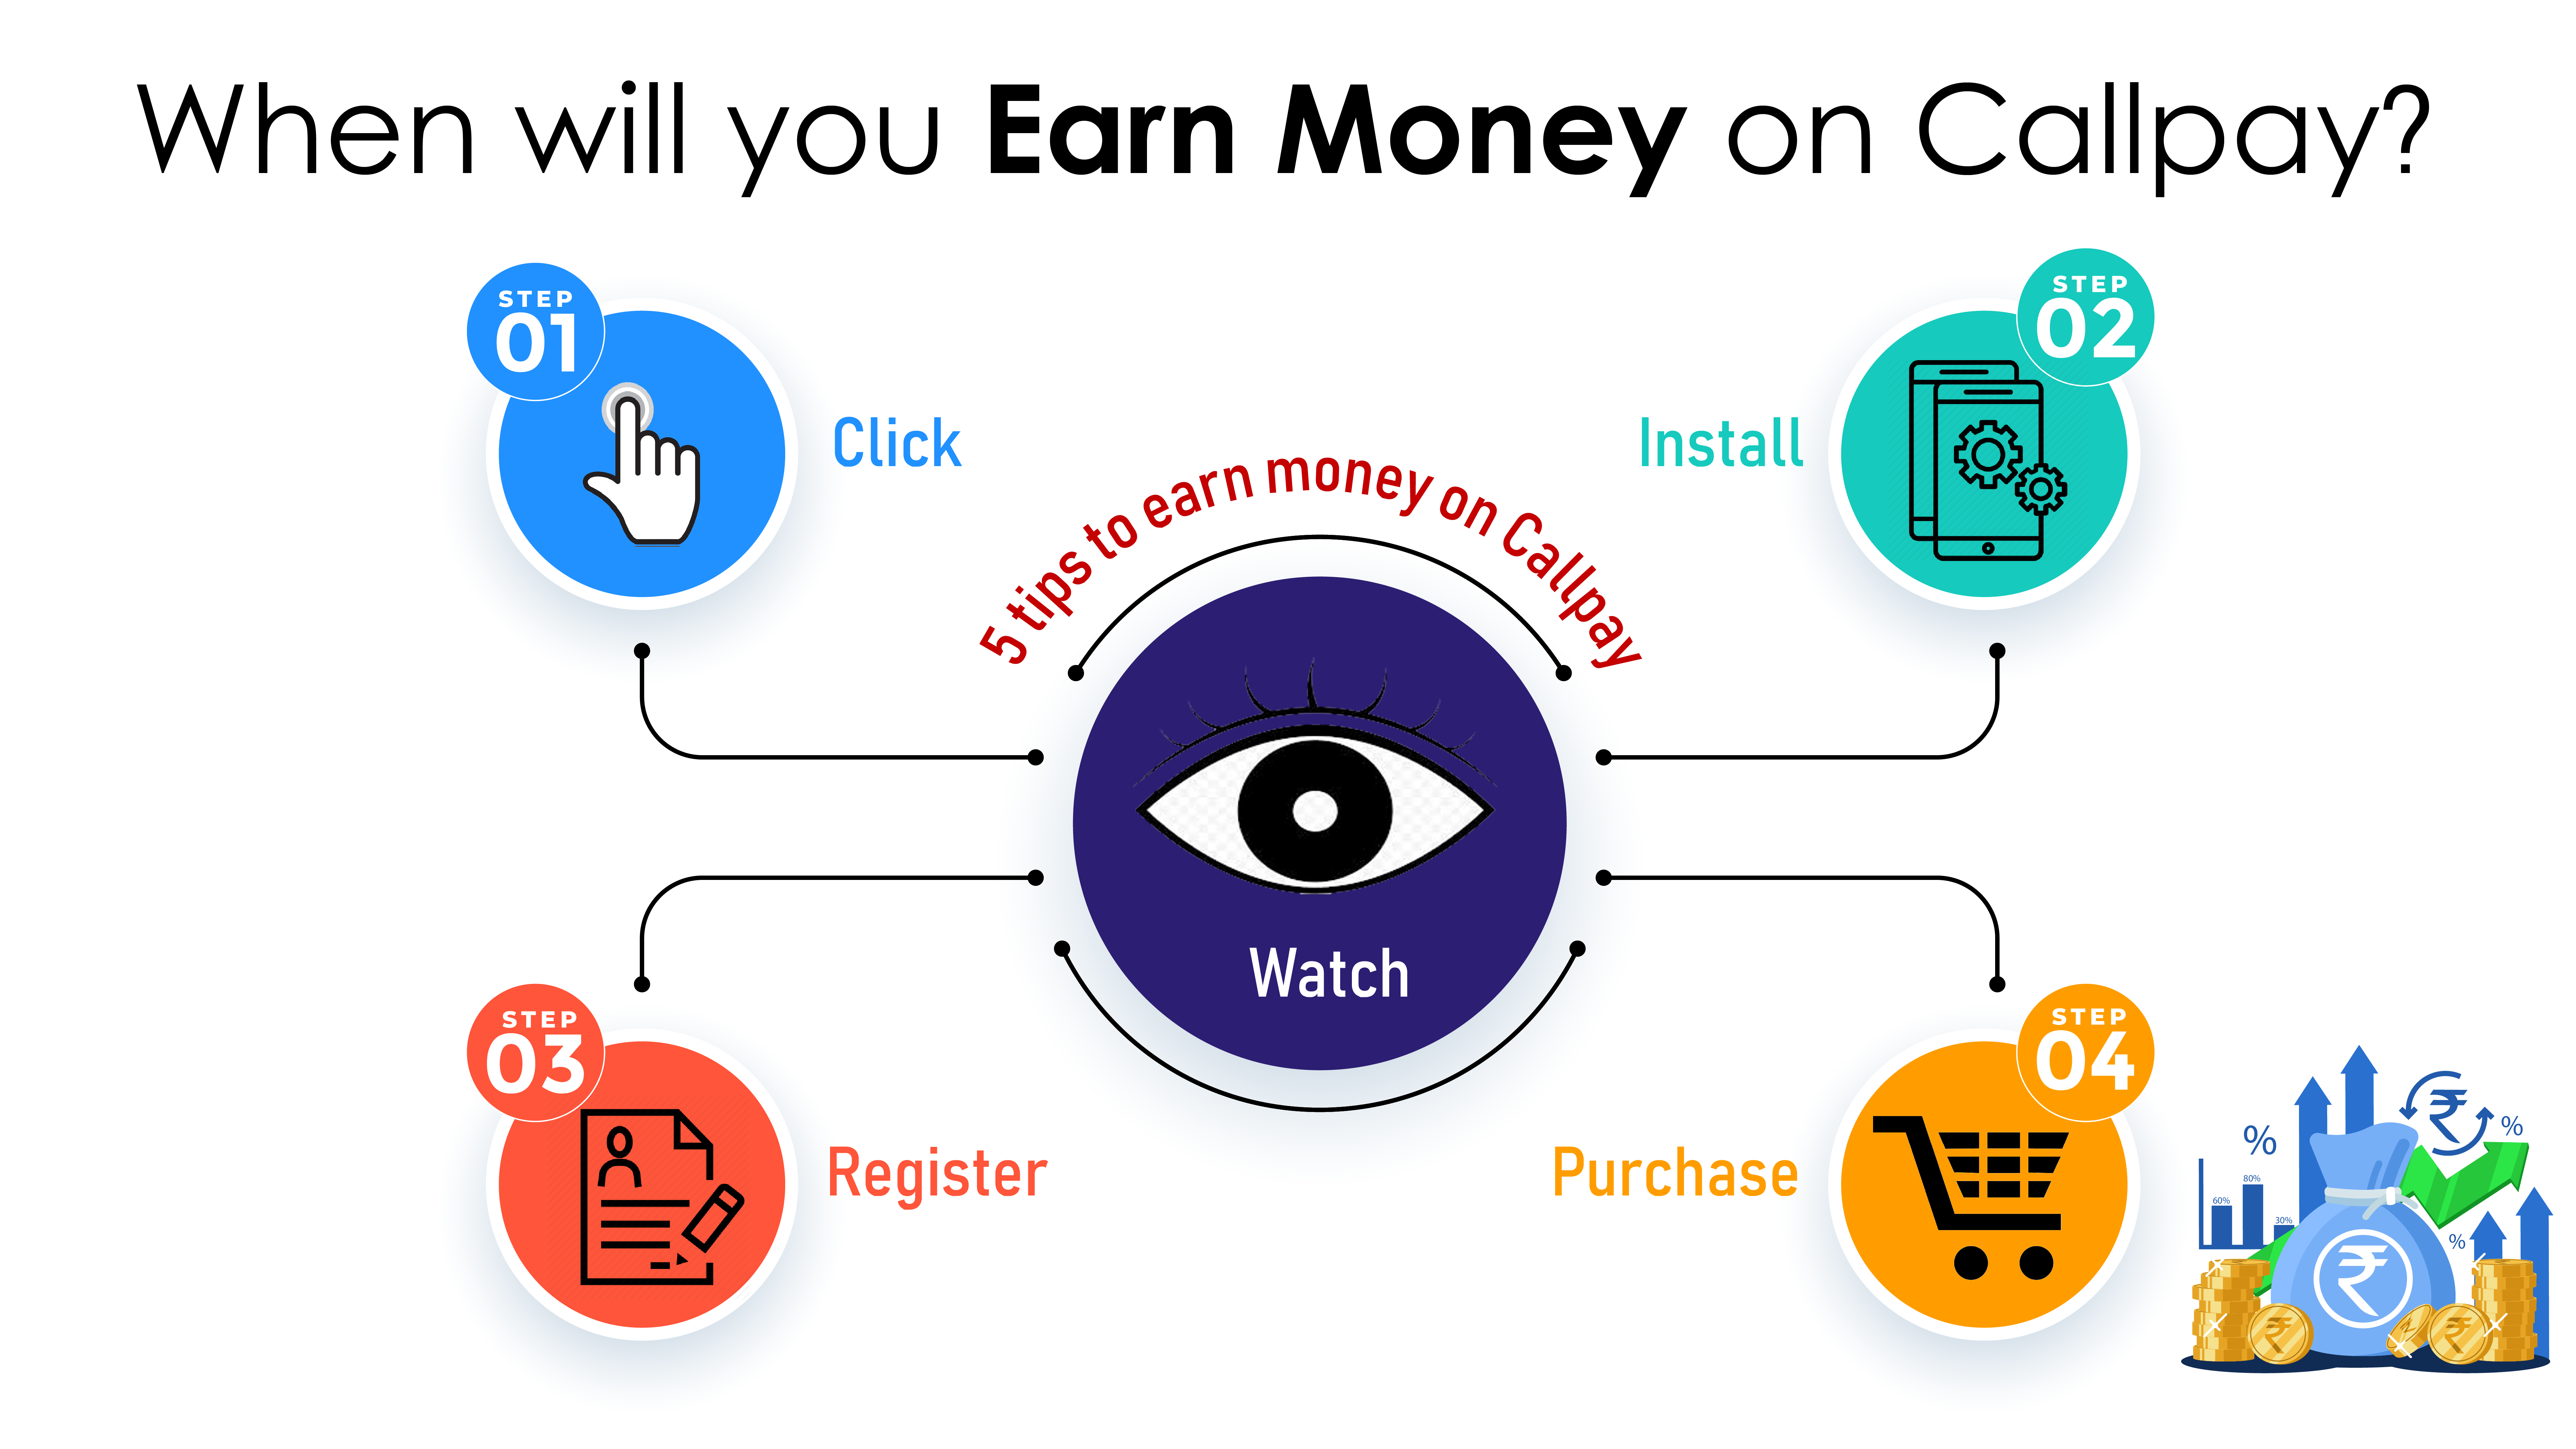 When will you Earn Money on Callpay?
STEP
01
Click
STEP
02
Install
5 tips to earn money on Callpay
Watch
STEP
03
Register
STEP
04
Purchase
%
%
60%
80%
30%
%
₹
₹
₹
₹